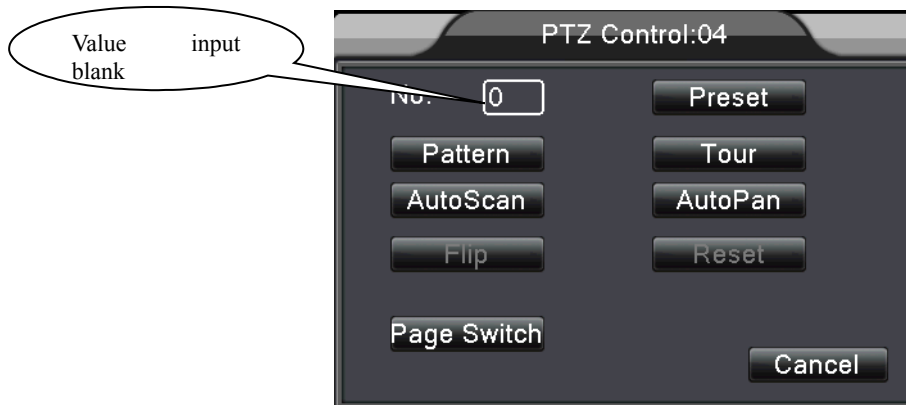 Value input
blank
PTZ Control:04
No. 0 Preset
Pattern Tour
AutoScan AutoPan
Flip Reset
Page Switch
Cancel